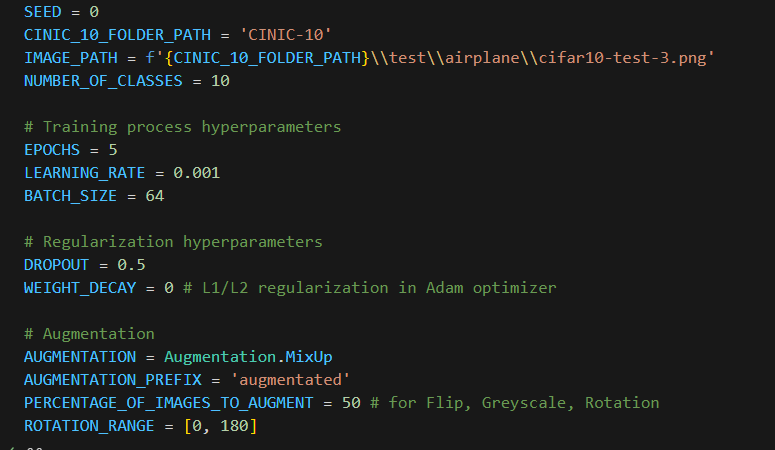 SEED = 0
CINIC_10_FOLDER_PATH = 'CINIC-10'
IMAGE_PATH = f'{CINIC_10_FOLDER_PATH}\\test\\airplane\\cifar10-test-3.png'
NUMBER_OF_CLASSES = 10
# Training process hyperparameters
EPOCHS = 5
LEARNING_RATE = 0.001
BATCH_SIZE = 64
# Regularization hyperparameters
DROPOUT = 0.5
WEIGHT_DECAY = 0 # L1/L2 regularization in Adam optimizer
# Augmentation
AUGMENTATION = Augmentation.MixUp
AUGMENTATION_PREFIX = 'augmentated'
PERCENTAGE_OF_IMAGES_TO_AUGMENT = 50 # for Flip, Greyscale, Rotation
ROTATION_RANGE = [0, 180]